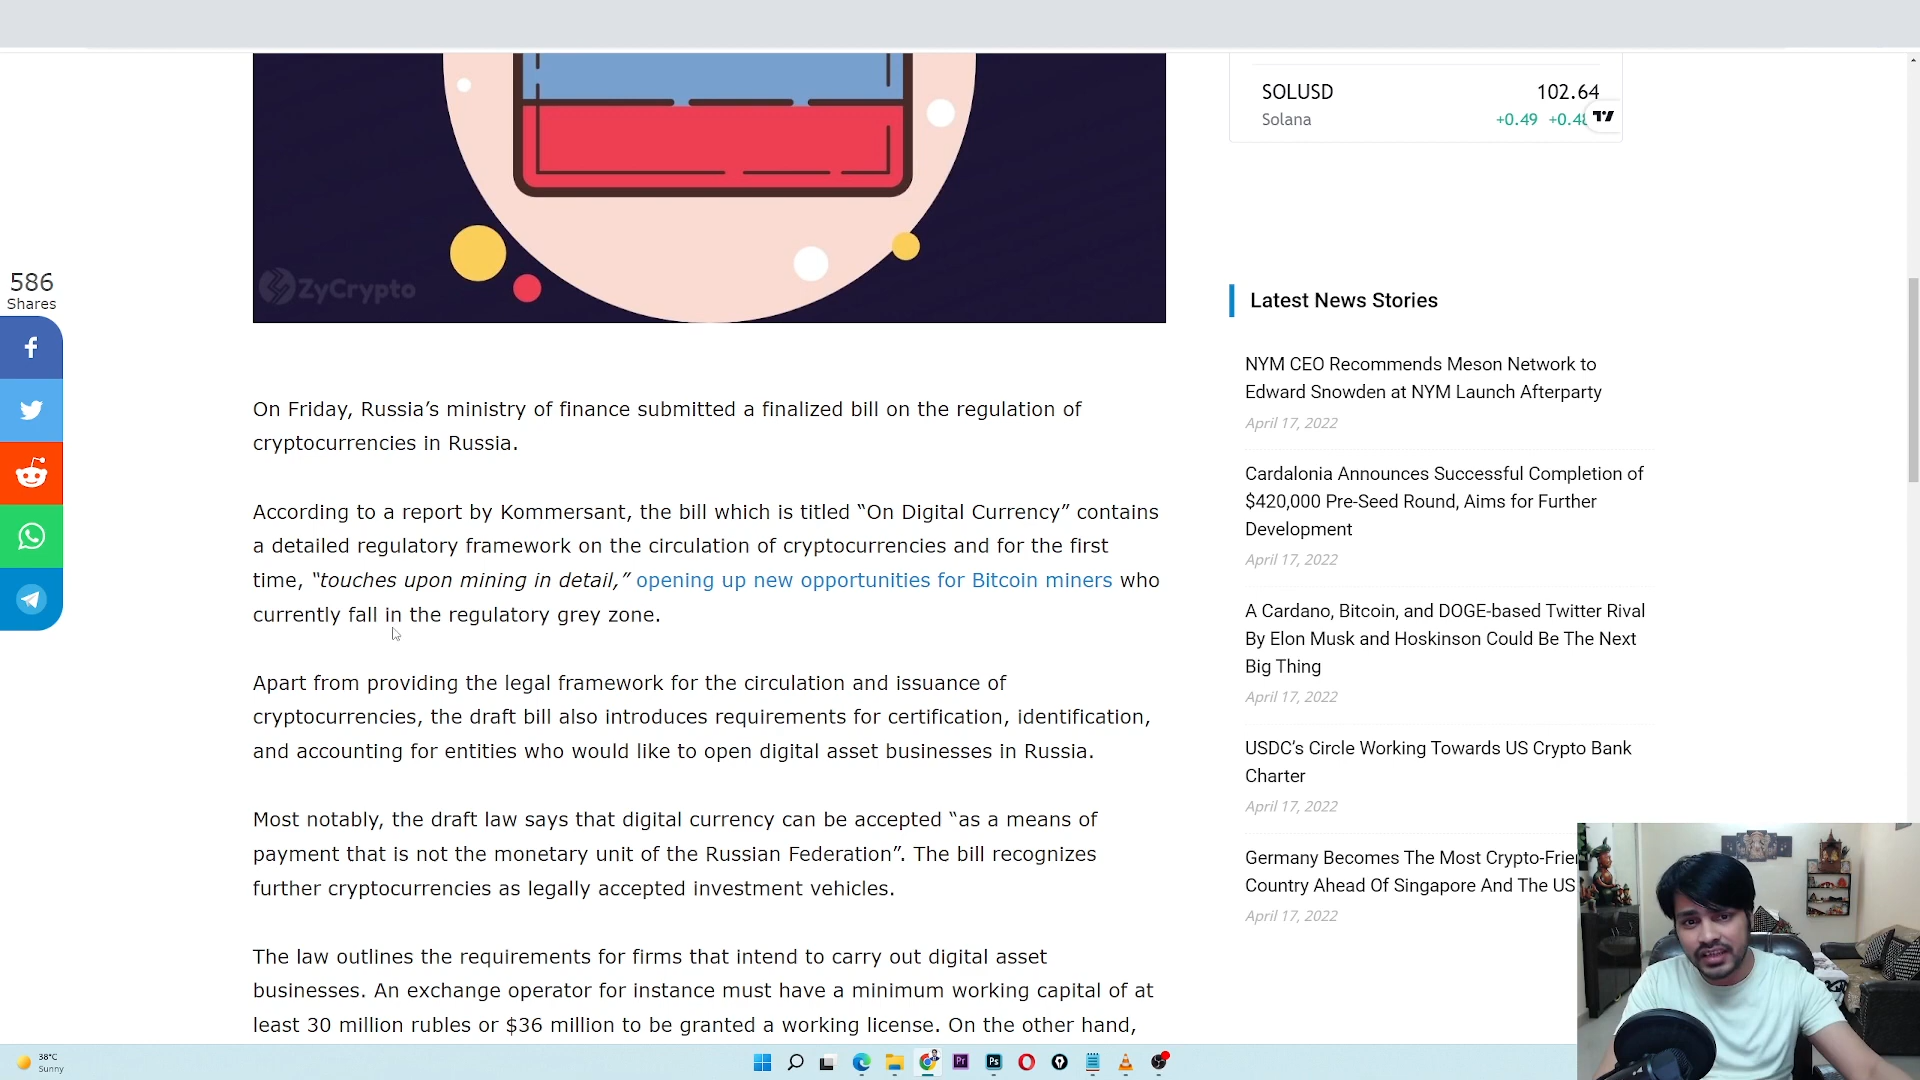 SOLUSD 102.64
Solana +0.49
586
Shares
ZyCrypto
On Friday, Russia’s ministry of finance submitted a finalized bill on the regulation of
cryptocurrencies in Russia.
According to a report by Kommersant, the bill which is titled “On Digital Currency” contains
a detailed regulatory framework on the circulation of cryptocurrencies and for the first
time, “touches upon mining in detail,” opening up new opportunities for Bitcoin miners who
currently fall in the regulatory grey zone.
Apart from providing the legal framework for the circulation and issuance of
cryptocurrencies, the draft bill also introduces requirements for certification, identification,
and accounting for entities who would like to open digital asset businesses in Russia.
Most notably, the draft law says that digital currency can be accepted “as a means of
payment that is not the monetary unit of the Russian Federation”. The bill recognizes
further cryptocurrencies as legally accepted investment vehicles.
The law outlines the requirements for firms that intend to carry out digital asset
businesses. An exchange operator for instance must have a minimum working capital of at
least 30 million rubles or $36 million to be granted a working license. On the other hand,
Latest News Stories
NYM CEO Recommends Meson Network to
Edward Snowden at NYM Launch Afterparty
April 17, 2022
Cardalonia Announces Successful Completion of
$420,000 Pre-Seed Round, Aims for Further
Development
April 17, 2022
A Cardano, Bitcoin, and DOGE-based Twitter Rival
By Elon Musk and Hoskinson Could Be The Next
Big Thing
April 17, 2022
USDC’s Circle Working Towards US Crypto Bank
Charter
April 17, 2022
Germany Becomes The Most
Country Ahead Of Singapore And The US
April 17, 2022
38°C
Sunny
Pr
Ps